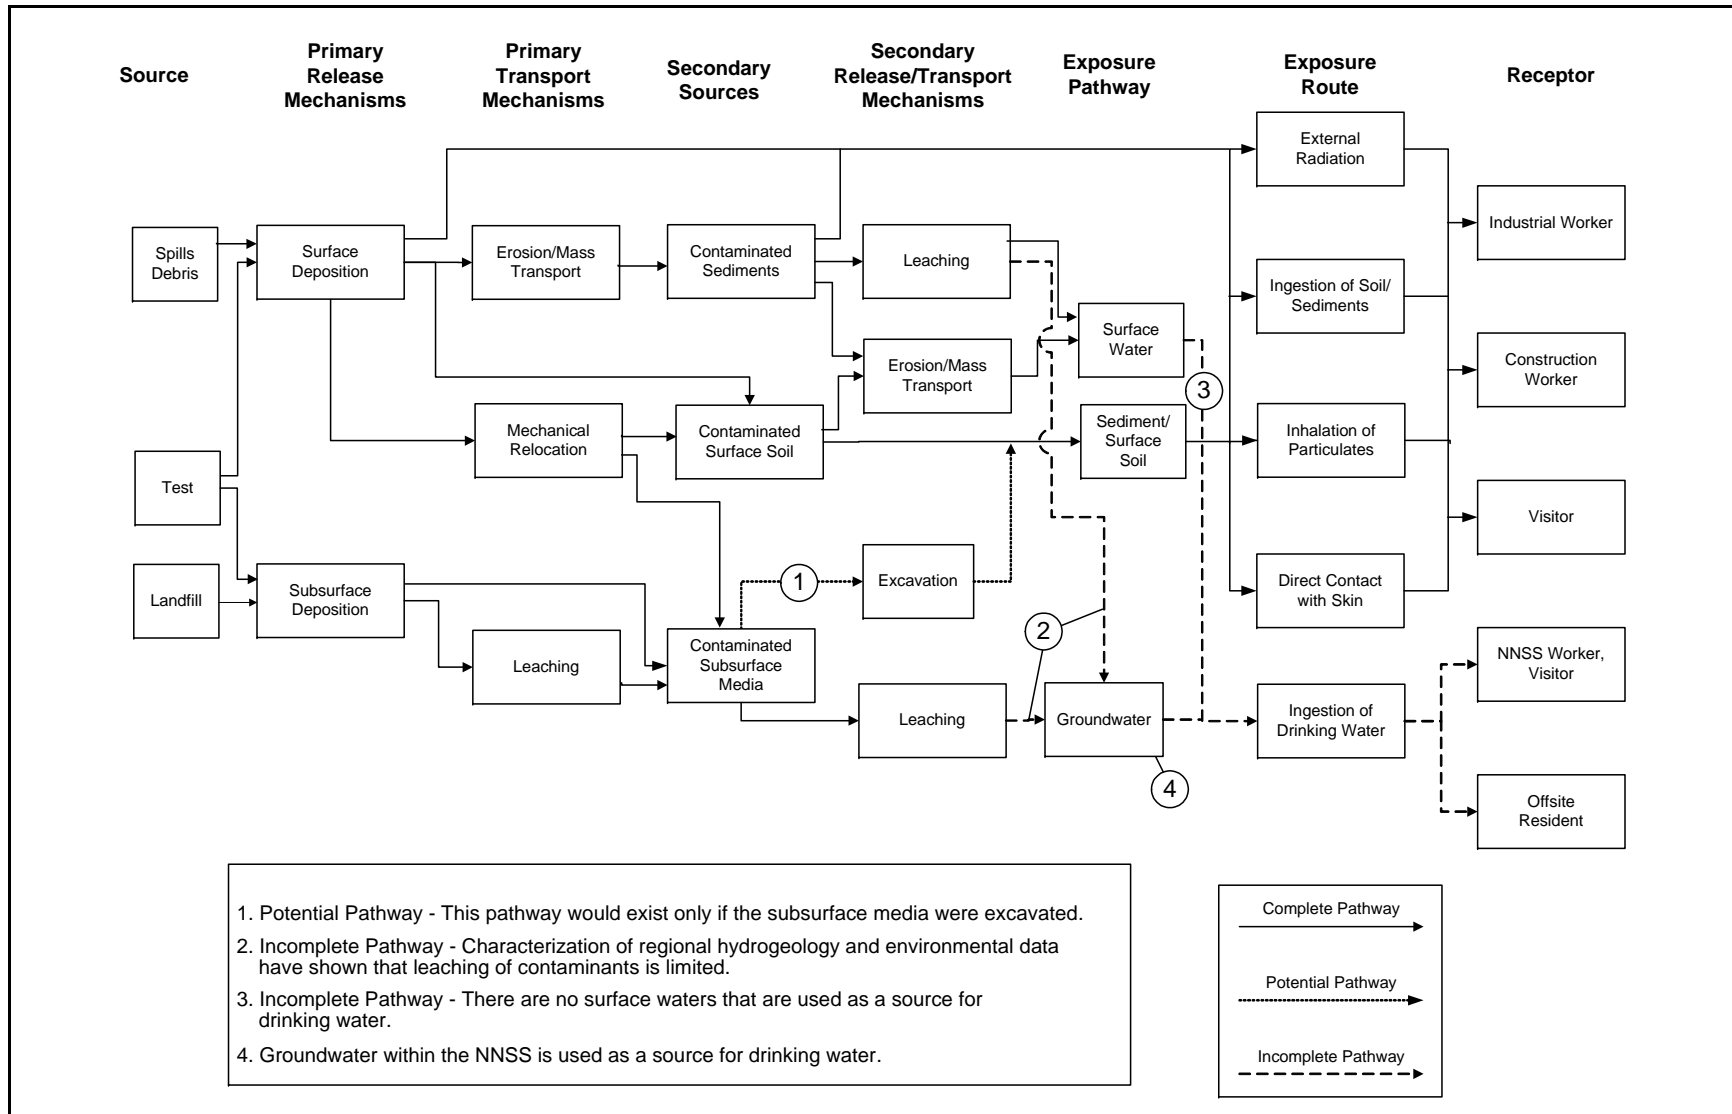 Source
Primary
Release
Mechanisms
Primary
Transport
Mechanisms
Secondary
Sources
Secondary
Release/Transport
Mechanisms
Exposure
Pathway
Exposure
Route
Receptor
Spills
Debris
Test
Landfill
Surface
Deposition
Subsurface
Deposition
Erosion/Mass
Transport
Mechanical
Relocation
Leaching
Contaminated
Sediments
Contaminated
Surface Soil
Contaminated
Subsurface
Media
Leaching
Erosion/Mass
Transport
1
Excavation
Leaching
2
Surface
Water
Sediment/
Surface
Soil
Groundwater
3
4
External
Radiation
Ingestion of Soil/
Sediments
Inhalation of
Particulates
Direct Contact
with Skin
Ingestion of
Drinking Water
Industrial Worker
Construction
Worker
Visitor
NNSS Worker,
Visitor
Offsite
Resident
1. Potential Pathway - This pathway would exist only if the subsurface media were excavated.
2. Incomplete Pathway - Characterization of regional hydrogeology and environmental data
have shown that leaching of contaminants is limited.
3. Incomplete Pathway - There are no surface waters that are used as a source for
drinking water.
4. Groundwater within the NNSS is used as a source for drinking water.
Complete Pathway
Potential Pathway
Incomplete Pathway